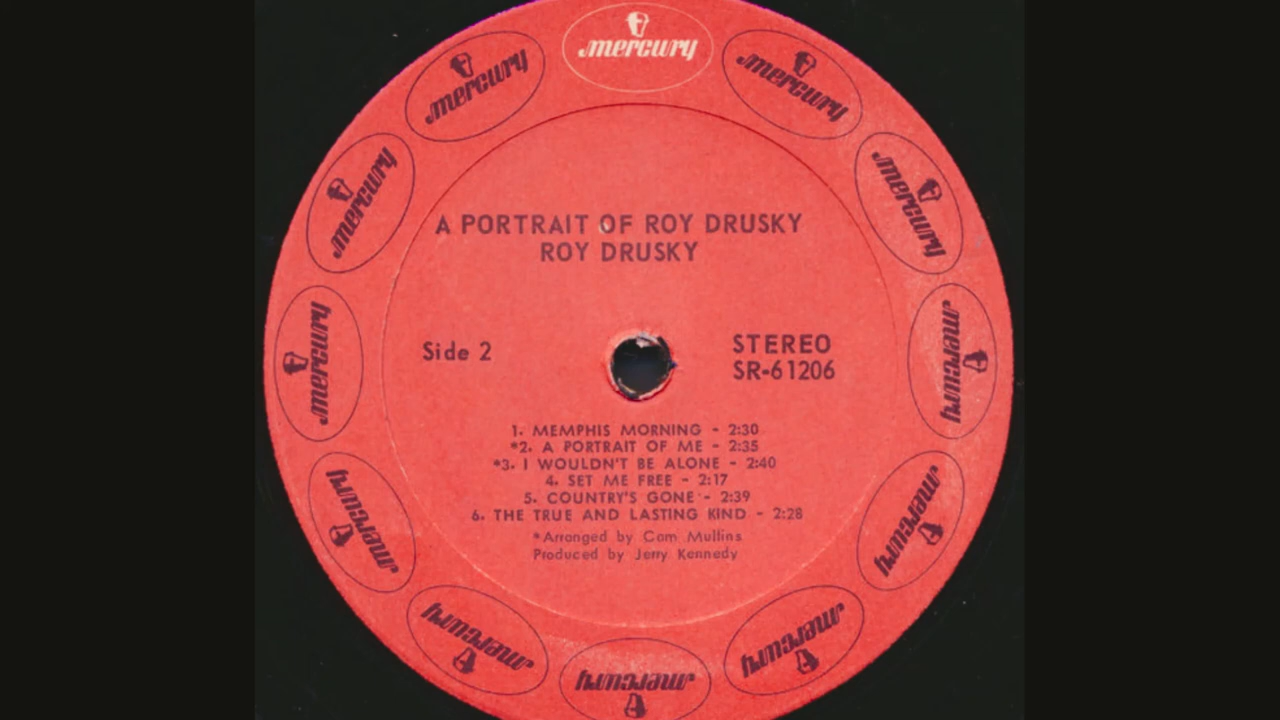 mercury
mercury
mercury
mercury
mercury
mercury
mercury
mercury
mercury
mercury
mercury
mercury
A PORTRAIT OF ROY DRUSKY
ROY DRUSKY
Side 2
STEREO
SR-61206
1. MEMPHIS MORNING - 2:30
*2. A PORTRAIT OF ME - 2:35
*3. I WOULDN'T BE ALONE - 2:40
4. SET ME FREE - 2:17
5. COUNTRY'S GONE - 2:39
6. THE TRUE AND LASTING KIND - 2:28
*Arranged by Cam Mullins
Produced by Jerry Kennedy